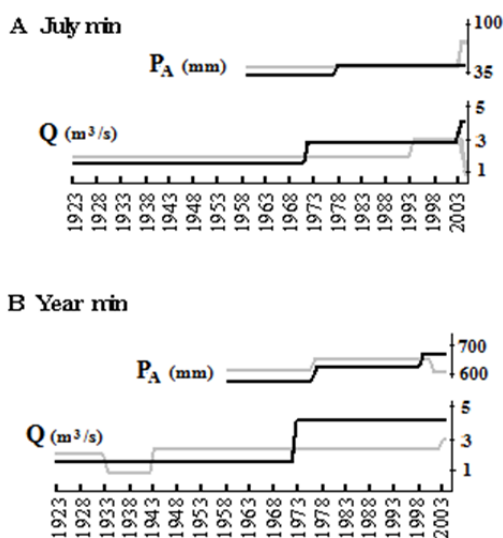 A July min
100
P_A (mm)
35
5
Q (m³/s)
3
1
1923 1928 1933 1938 1943 1948 1953 1958 1963 1968 1973 1978 1983 1988 1993 1998 2003
B Year min
700
P_A (mm)
600
5
Q (m³/s)
3
1
1923 1928 1933 1938 1943 1948 1953 1958 1963 1968 1973 1978 1983 1988 1993 1998 2003